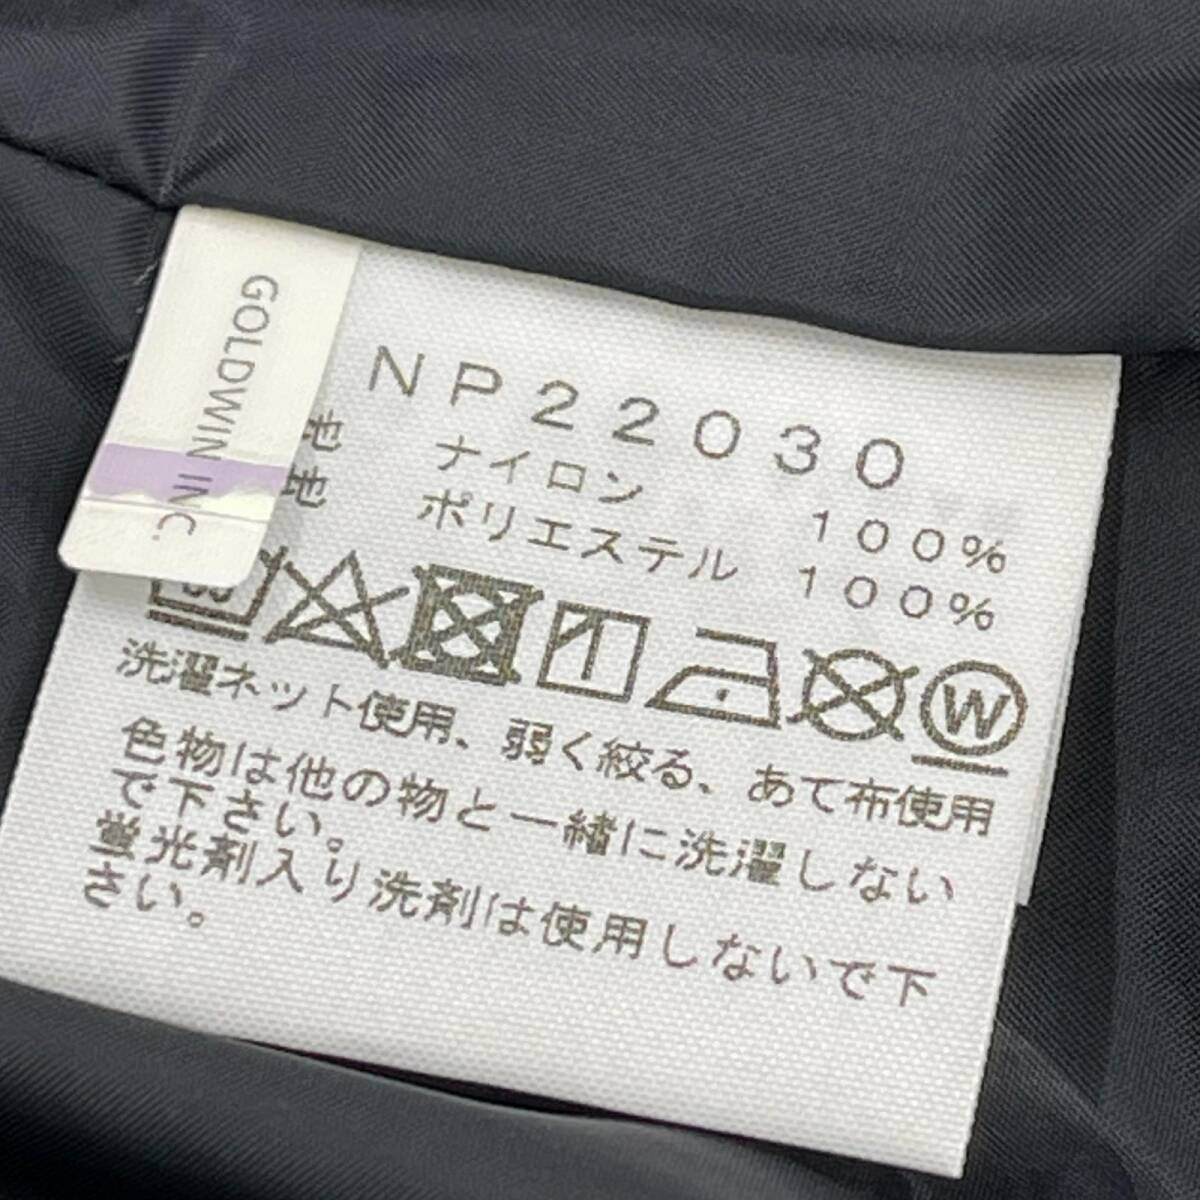 GOLDWIN INC.
NP22030
地 ナイロン 100%
地 ポリエステル 100%
W
洗濯ネット使用、弱く絞る、あて布使用
色物は他の物と一緒に洗濯しない
で下さい。
蛍光剤入り洗剤は使用しないで下
さい。